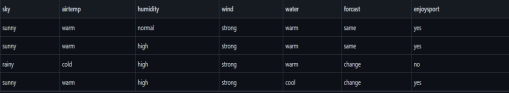 sky airtemp humidity wind water forcast enjoysport
sunny warm normal strong warm same yes
sunny warm high strong warm same yes
rainy cold high strong warm change no
sunny warm high strong cool change yes